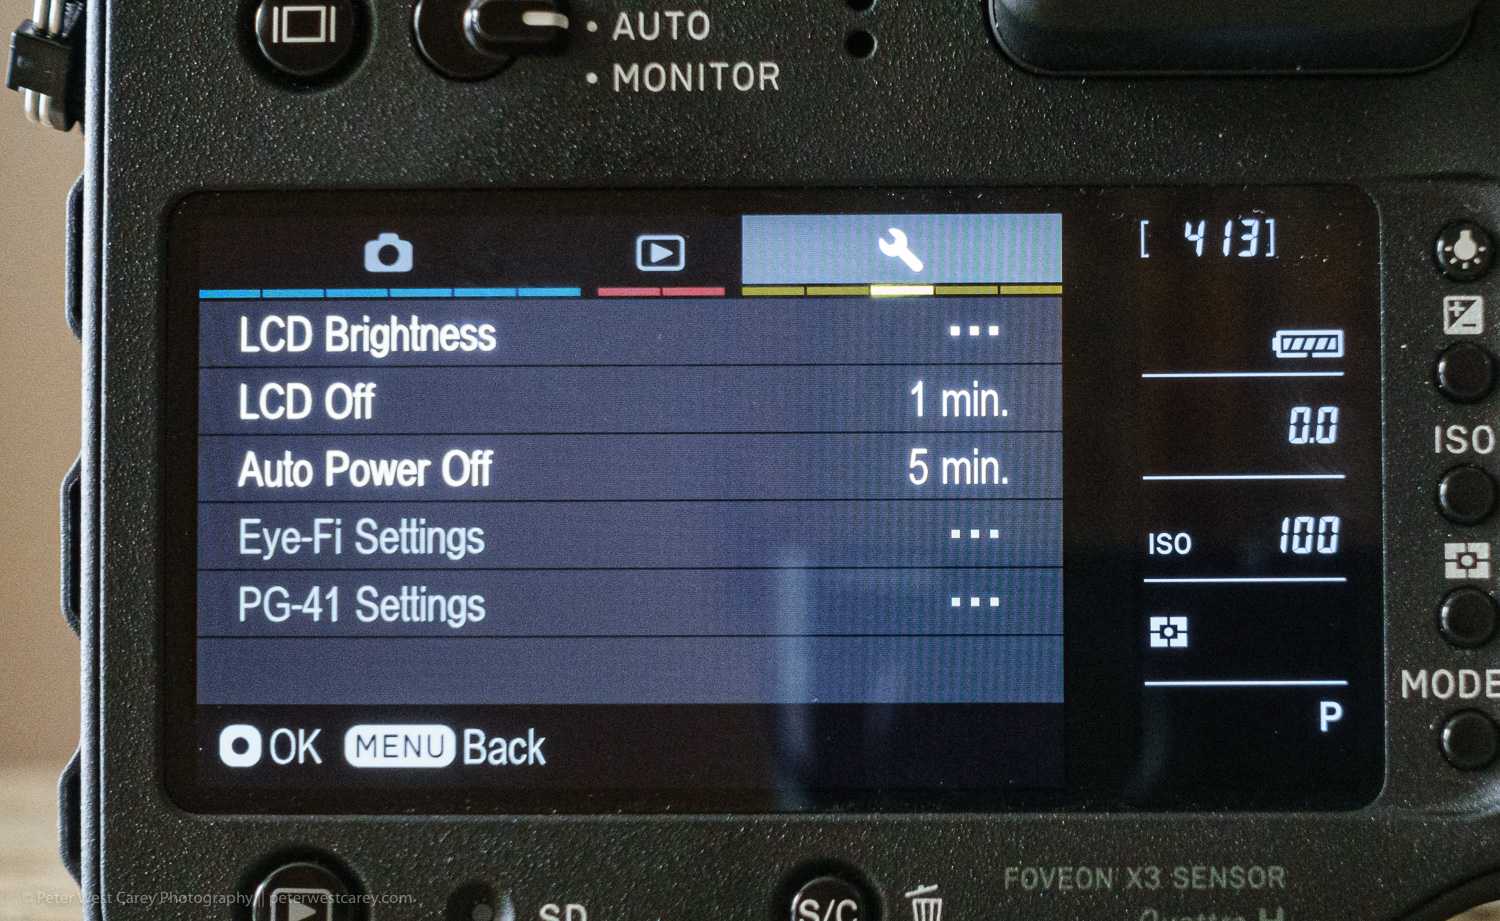 AUTO
MONITOR
[ 413]
LCD Brightness ...
LCD Off 1 min.
Auto Power Off 5 min.
Eye-Fi Settings ...
PG-41 Settings ...
0.0
ISO
ISO 100
P
MODE
OK MENU Back
FOVEON X3 SENSOR
Quattro H
SD
S/C
© Peter West Carey Photography | peterwestcarey.com